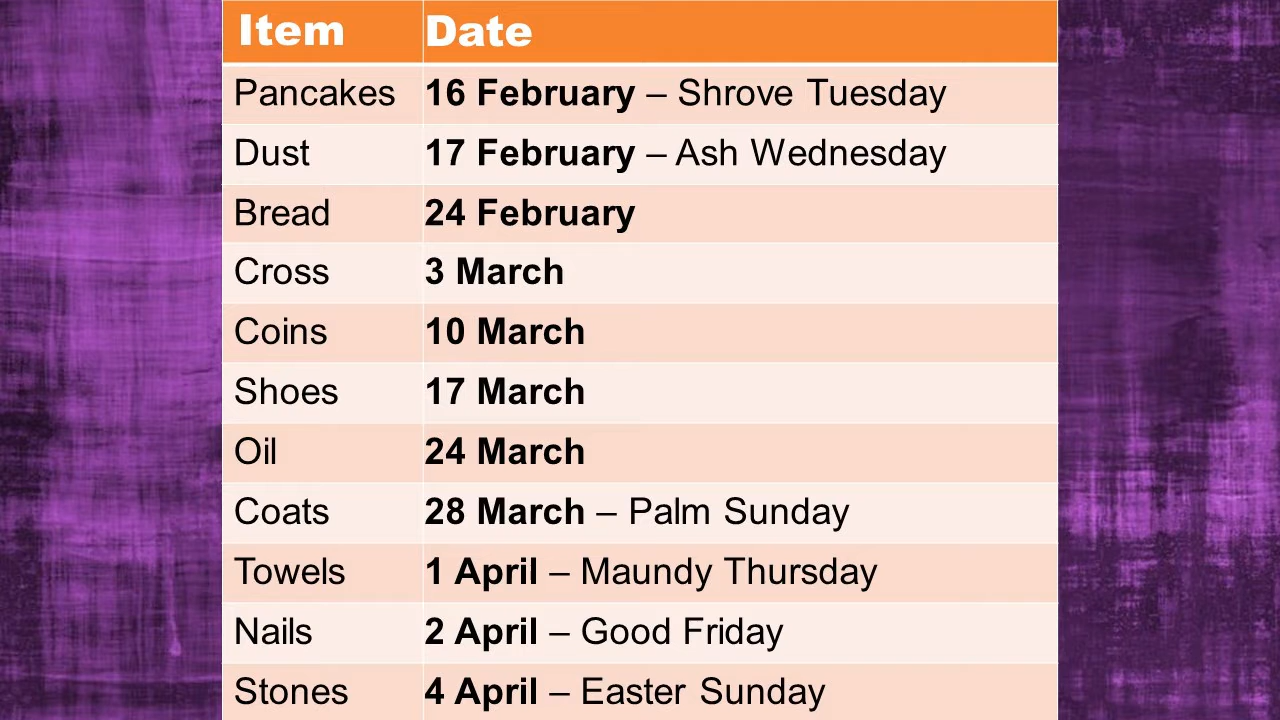 Item Date
Pancakes 16 February – Shrove Tuesday
Dust 17 February – Ash Wednesday
Bread 24 February
Cross 3 March
Coins 10 March
Shoes 17 March
Oil 24 March
Coats 28 March – Palm Sunday
Towels 1 April – Maundy Thursday
Nails 2 April – Good Friday
Stones 4 April – Easter Sunday